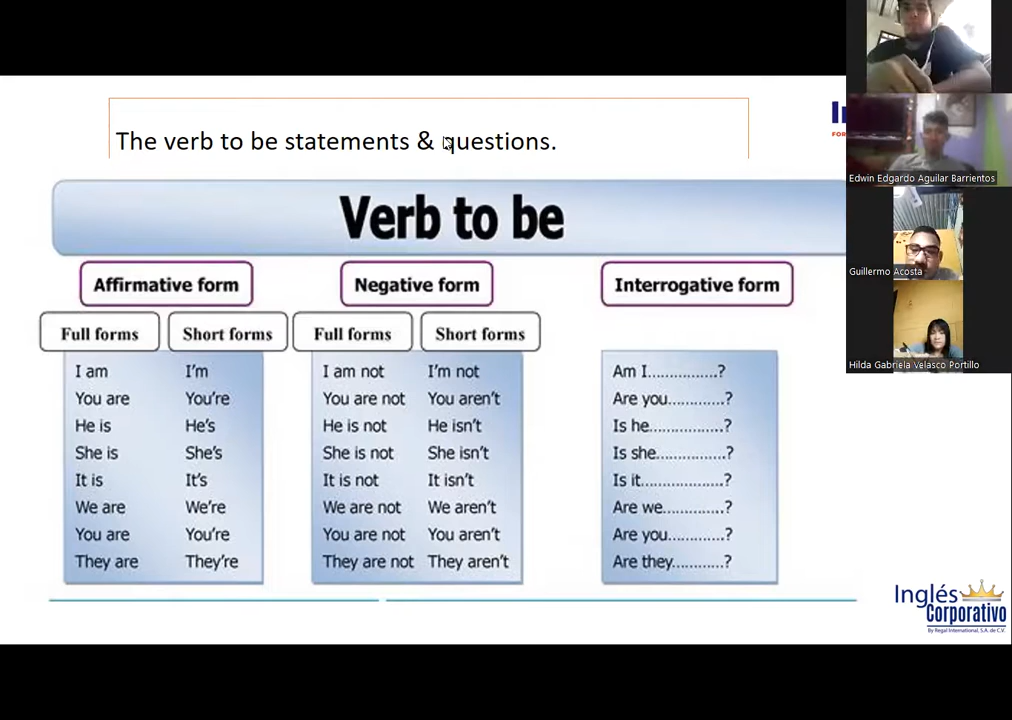 The verb to be statements & questions.
Verb to be
Affirmative form
Negative form
Interrogative form
Full forms
Short forms
Full forms
Short forms
I am I'm I am not I'm not Am I...............?
You are You're You are not You aren't Are you............?
He is He's He is not He isn't Is he..................?
She is She's She is not She isn't Is she.................?
It is It's It is not It isn't Is it....................?
We are We're We are not We aren't Are we.............?
You are You're You are not You aren't Are you............?
They are They're They are not They aren't Are they...........?
Edwin Edgardo Aguilar Barrientos
Guillermo Acosta
Hilda Gabriela Velasco Portillo
Inglés
Corporativo
By Regal International, S.A. de C.V.